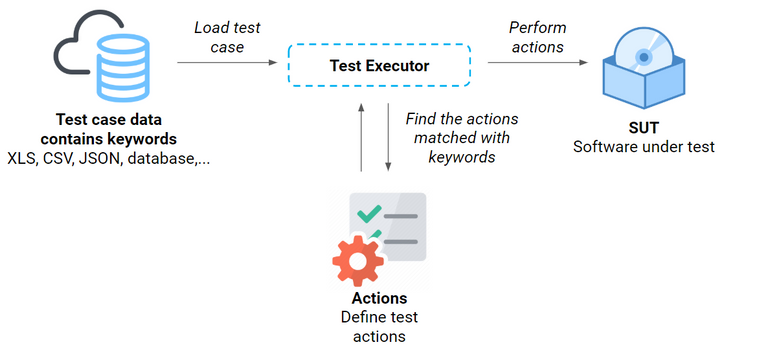 Load test
case
Perform
actions
Test Executor
Test case data
contains keywords
XLS, CSV, JSON, database,...
Find the actions
matched with
keywords
SUT
Software under test
Actions
Define test
actions